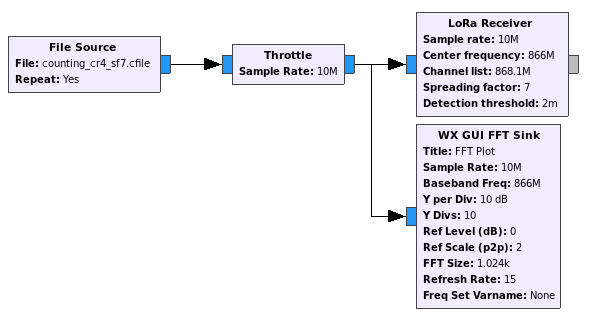 File Source
File: counting_cr4_sf7.cfile
Repeat: Yes
Throttle
Sample Rate: 10M
LoRa Receiver
Sample rate: 10M
Center frequency: 866M
Channel list: 868.1M
Spreading factor: 7
Detection threshold: 2m
WX GUI FFT Sink
Title: FFT Plot
Sample Rate: 10M
Baseband Freq: 866M
Y per Div: 10 dB
Y Divs: 10
Ref Level (dB): 0
Ref Scale (p2p): 2
FFT Size: 1.024k
Refresh Rate: 15
Freq Set Varname: None